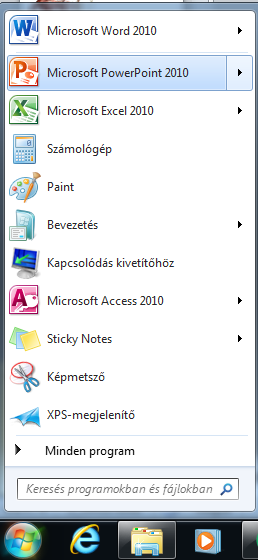 Microsoft Word 2010
Microsoft PowerPoint 2010
Microsoft Excel 2010
Számológép
Paint
Bevezetés
Kapcsolódás kivetítőhöz
Microsoft Access 2010
Sticky Notes
Képmetsző
XPS-megjelenítő
Minden program
Keresés programokban és fájlokban